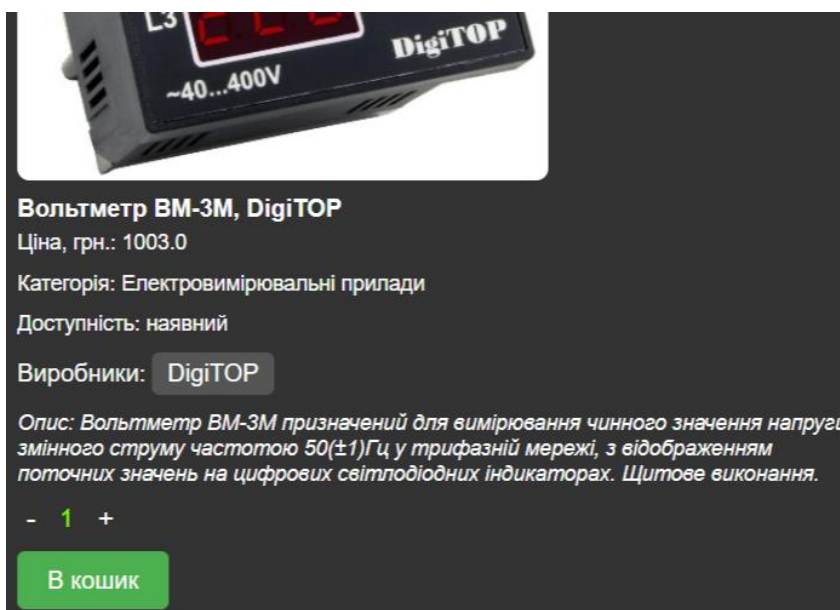 L3
DigiTOP
~40...400V
Вольтметр ВМ-3М, DigiTOP
Ціна, грн.: 1003.0
Категорія: Електровимірювальні прилади
Доступність: наявний
Виробники: DigiTOP
Опис: Вольтметр ВМ-3М призначений для вимірювання чинного значення напруги
змінного струму частотою 50(±1)Гц у трифазній мережі, з відображенням
поточних значень на цифрових світлодіодних індикаторах. Щитове виконання.
- 1 +
В кошик